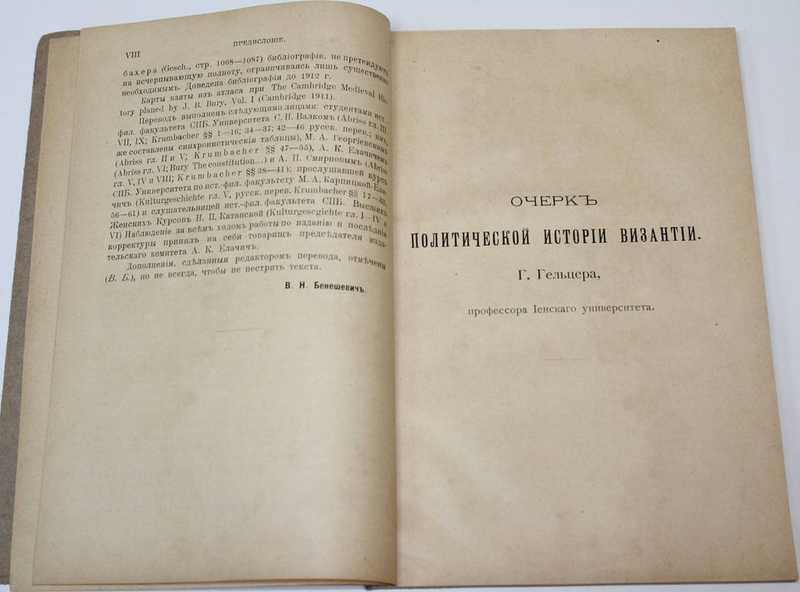 VIII
ПРЕДИСЛОВІЕ.
бахера (Gesch., стр. 1068—1087) библіографіи, не претендуютъ
на исчерпывающую полноту, ограничиваясь лишь существенно
необходимымъ. Доведена библіографія до 1912 г.
Карты взяты изъ атласа при The Cambridge Medieval His-
tory planed by J. B. Bury, Vol. I (Cambridge 1911).
Переводъ выполненъ слѣдующими лицами: студентами ист.-
фил. факультета СПБ. Университета С. Н. Валкомъ (Abriss гл. III
VII, IX; Krumbacher §§ 1—16; 34—37; 42—46 русск. перев.; имъ
же составлены синхронистическія таблицы), М. А. Георгіевскимъ
(Abriss гл. II и V; Krumbacher §§ 47—55), А. К. Елачичемъ
(Abriss гл. VI; Bury The constitution...) и А. П. Смирновымъ (Abriss
гл. V, IV и VIII; Krumbacher §§ 38—41); прослушавшей курсъ
СПБ. Университета по ист.-фил. факультету М. А. Карпицкой-
чичъ (Kulturgeschichte гл. V, русск. перев. Krumbacher §§ 17—
56—61) и слушательницей ист.-фил. факультета СПБ. Высшихъ
Женскихъ Курсовъ Н. П. Катанской (Kulturgesgichte гл. I—IV и
VI) Наблюденіе за всѣмъ ходомъ работы по изданію и послѣднія
корректуры принялъ на себя товарищъ предсѣдателя изда-
тельскаго комитета А. К. Елачичъ.
Дополненія, сдѣланныя редакторомъ перевода, отмѣчены
(В. Б.), но не всегда, чтобы не пестрить текста.
В. Н. Бенешевичъ.
ОЧЕРКЪ
ПОЛИТИЧЕСКОЙ ИСТОРІИ ВИЗАНТІИ.
Г. Гельцера,
профессора Іенскаго университета.